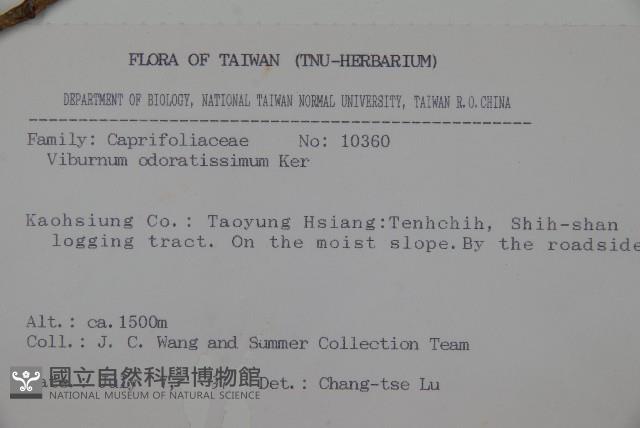 FLORA OF TAIWAN (TNU-HERBARIUM)
DEPARTMENT OF BIOLOGY, NATIONAL TAIWAN NORMAL UNIVERSITY, TAIWAN R.O.CHINA
Family: Caprifoliaceae No: 10360
Viburnum odoratissimum Ker
Kaohsiung Co.: Taoyung Hsiang:Tenhchih, Shih-shan
logging tract. On the moist slope.By the roadside
Alt.: ca.1500m
Coll.: J. C. Wang and Summer Collection Team
Det.: Chang-tse Lu
國立自然科學博物館
NATIONAL MUSEUM OF NATURAL SCIENCE